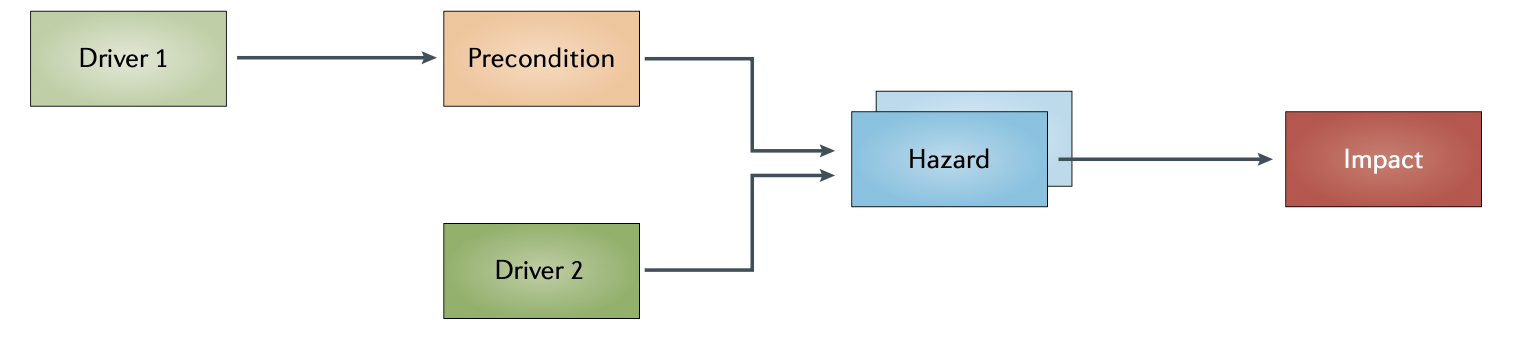 Driver 1
Precondition
Hazard
Impact
Driver 2